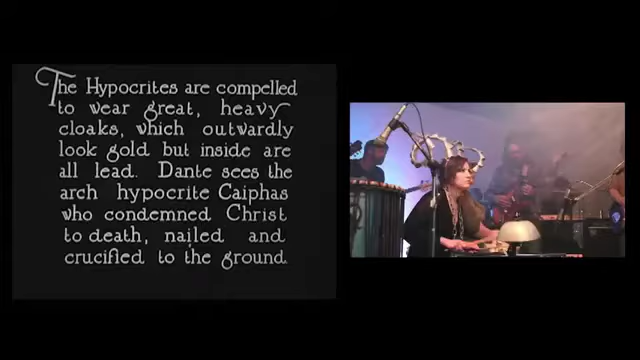 The Hypocrites are compelled
to wear great, heavy
cloaks, which outwardly
look gold but inside are
all lead. Dante sees the
arch hypocrite Caiphas
who condemned Christ
to death, nailed and
crucified to the ground.